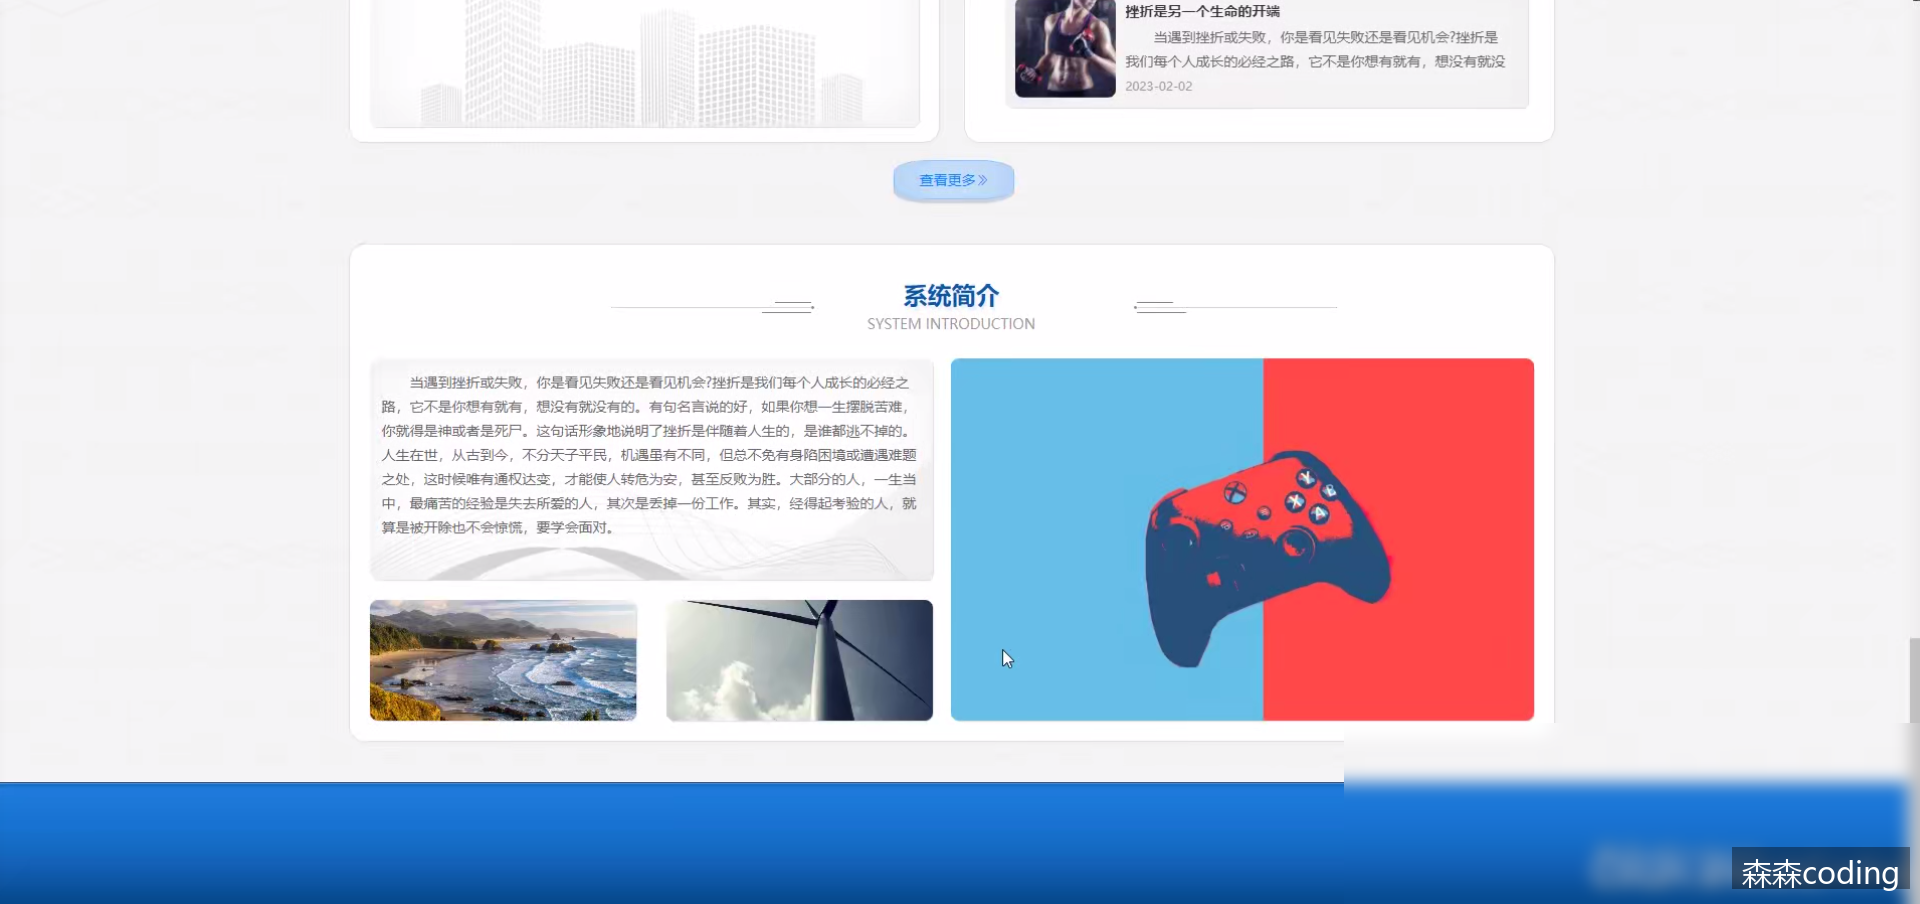 挫折是另一个生命的开端
当遇到挫折或失败，你是看见失败还是看见机会?挫折是
我们每个人成长的必经之路，它不是你想有就有，想没有就没
2023-02-02
查看更多》
系统简介
SYSTEM INTRODUCTION
当遇到挫折或失败，你是看见失败还是看见机会?挫折是我们每个人成长的必经之
路，它不是你想有就有，想没有就没有的。有句名言说的好，如果你想一生摆脱苦难，
你就得是神或者是死尸。这句话形象地说明了挫折是伴随着人生的，是谁都逃不掉的。
人生在世，从古到今，不分天子平民，机遇虽有不同，但总不免有身陷困境或遭遇难题
之处，这时候唯有通权达变，才能使人转危为安，甚至反败为胜。大部分的人，一生当
中，最痛苦的经验是失去所爱的人，其次是丢掉一份工作。其实，经得起考验的人，就
算是被开除也不会惊慌，要学会面对。
Y
B
X
A
森森coding